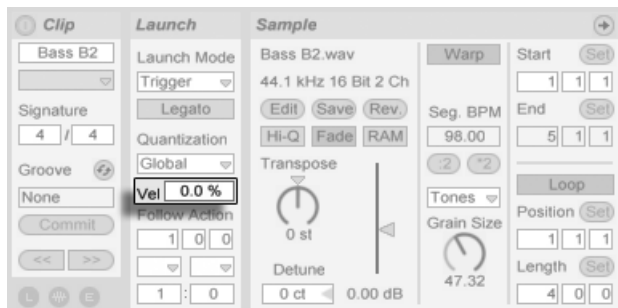 Clip
Bass B2
Signature
4 / 4
Groove
None
Commit
<< >>
L E
Launch
Launch Mode
Trigger
Legato
Quantization
Global
Vel 0.0 %
Follow Action
1 0 0
1 : 0
Sample
Bass B2.wav
44.1 kHz 16 Bit 2 Ch
Edit Save Rev.
Hi-Q Fade RAM
Transpose
0 st
Detune
0 ct 0.00 dB
Warp
Seg. BPM
98.00
:2 *2
Tones
Grain Size
47.32
Start Set
1 1 1
End Set
5 1 1
Loop
Position Set
1 1 1
Length Set
4 0 0